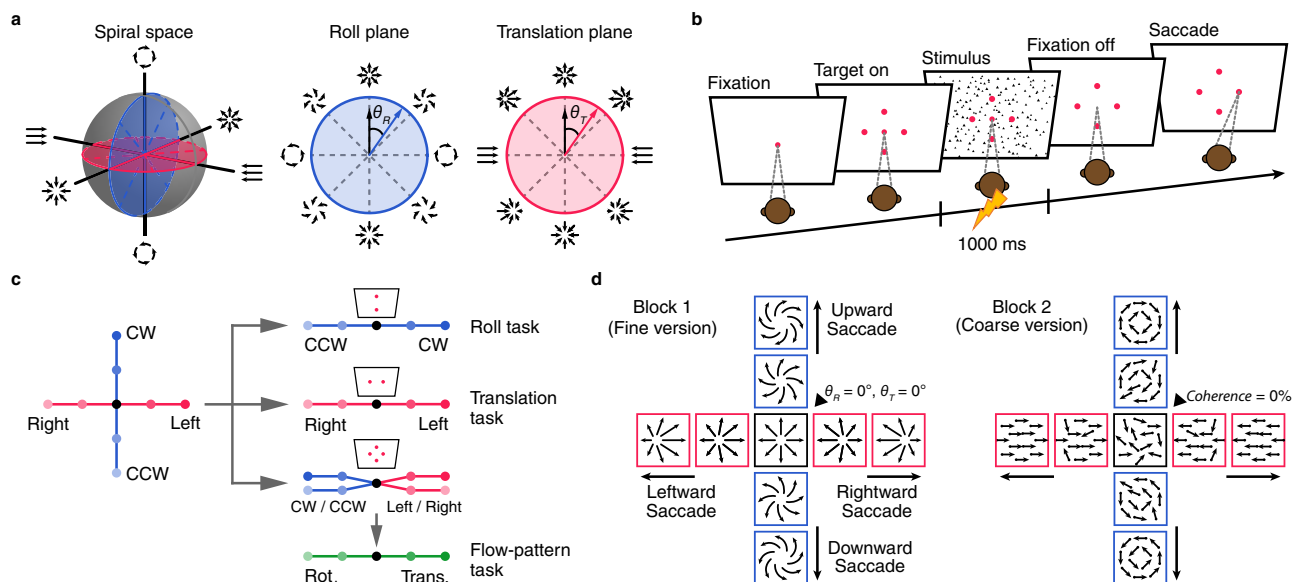 a
Spiral space
Roll plane
Translation plane
θR
θT
b
Fixation
Target on
Stimulus
Fixation off
Saccade
1000 ms
c
CW
Right
Left
CCW
CCW
CW
Roll task
Right
Left
Translation
task
CW / CCW
Left / Right
Rot.
Trans.
Flow-pattern
task
d
Block 1
(Fine version)
Upward
Saccade
θR = 0°, θT = 0°
Leftward
Saccade
Rightward
Saccade
Downward
Saccade
Block 2
(Coarse version)
Coherence = 0%